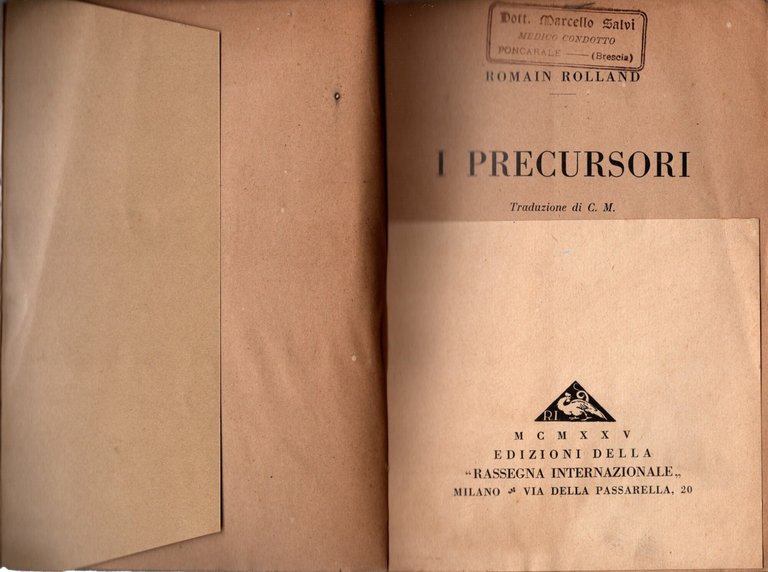 Dott. Marcello Salvi
MEDICO CONDOTTO
PONCARALE —— (Brescia)
ROMAIN ROLLAND
I PRECURSORI
Traduzione di C. M.
RI
MCMXXV
EDIZIONI DELLA
“RASSEGNA INTERNAZIONALE„
MILANO VIA DELLA PASSARELLA, 20